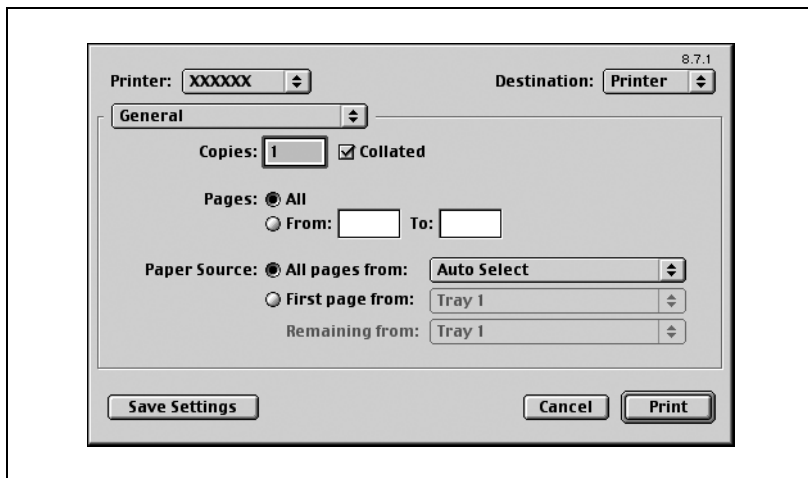 8.7.1
Printer: XXXXXX Destination: Printer
General
Copies: 1 Collated
Pages: All
From: To:
Paper Source: All pages from: Auto Select
First page from: Tray 1
Remaining from: Tray 1
Save Settings Cancel Print